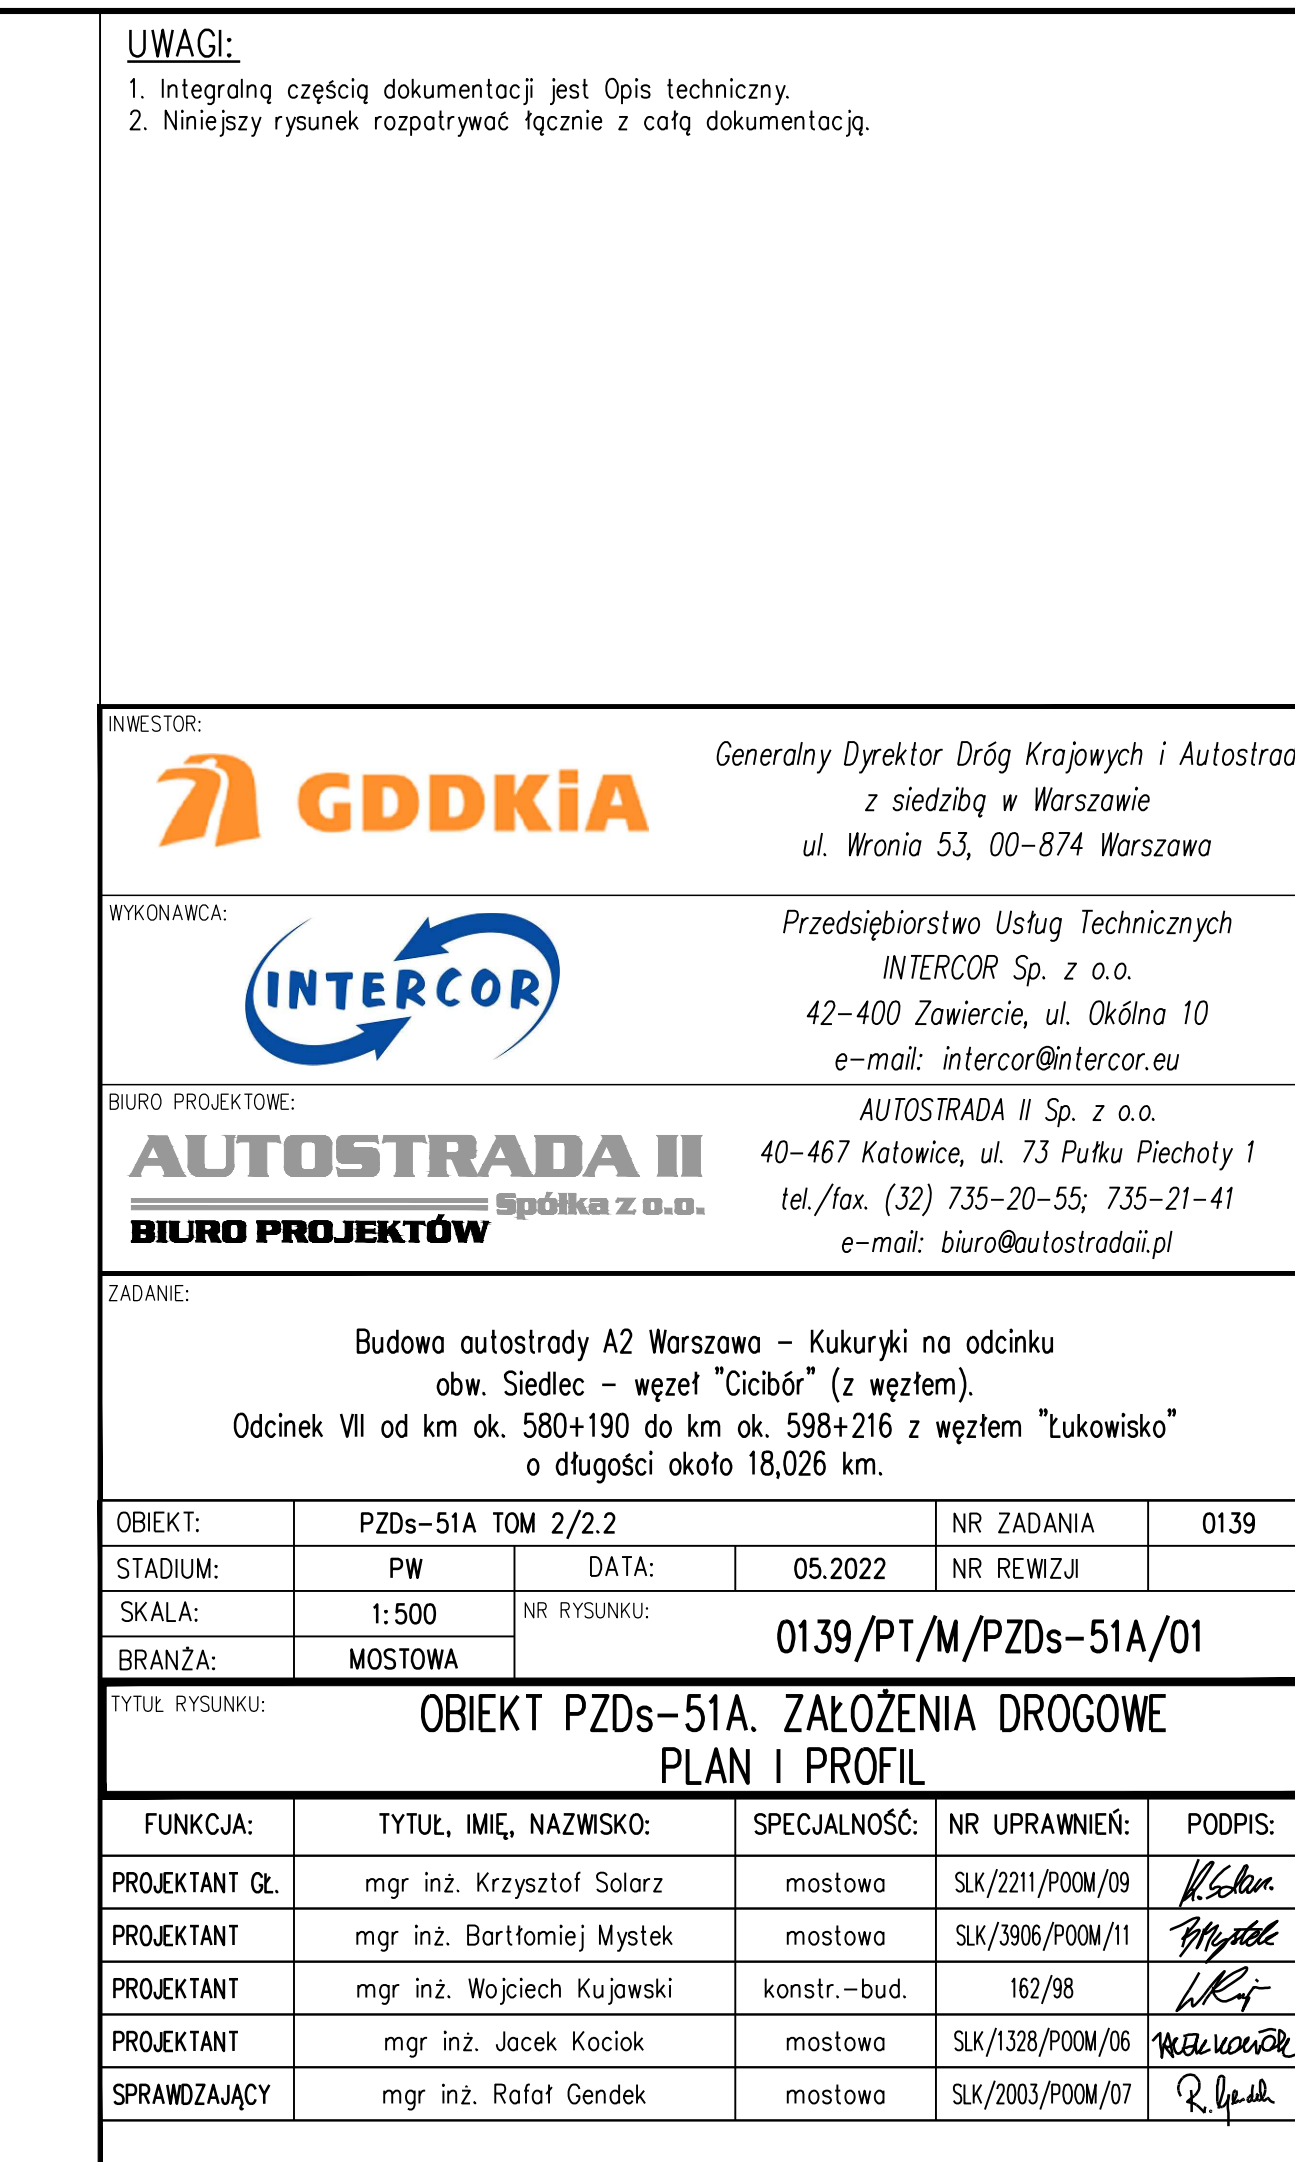 UWAGI:
1. Integralną częścią dokumentacji jest Opis techniczny.
2. Niniejszy rysunek rozpatrywać łącznie z całą dokumentacją.
INWESTOR:
GDDKiA
Generalny Dyrektor Dróg Krajowych i Autostrad
z siedzibą w Warszawie
ul. Wronia 53, 00-874 Warszawa
WYKONAWCA:
INTERCOR
Przedsiębiorstwo Usług Technicznych
INTERCOR Sp. z o.o.
42-400 Zawiercie, ul. Okólna 10
e-mail: intercor@intercor.eu
BIURO PROJEKTOWE:
AUTOSTRADA II
Spółka z o.o.
BIURO PROJEKTÓW
AUTOSTRADA II Sp. z o.o.
40-467 Katowice, ul. 73 Pułku Piechoty 1
tel./fax. (32) 735-20-55; 735-21-41
e-mail: biuro@autostradaii.pl
ZADANIE:
Budowa autostrady A2 Warszawa - Kukuryki na odcinku
obw. Siedlec - węzeł "Cicibór" (z węzłem).
Odcinek VII od km ok. 580+190 do km ok. 598+216 z węzłem "Łukowisko"
o długości około 18,026 km.
OBIEKT: PZDs-51A TOM 2/2.2 NR ZADANIA 0139
STADIUM: PW DATA: 05.2022 NR REWIZJI
SKALA: 1:500 NR RYSUNKU: 0139/PT/M/PZDs-51A/01
BRANŻA: MOSTOWA
TYTUŁ RYSUNKU: OBIEKT PZDs-51A. ZAŁOŻENIA DROGOWE
PLAN I PROFIL
FUNKCJA: TYTUŁ, IMIĘ, NAZWISKO: SPECJALNOŚĆ: NR UPRAWNIEŃ: PODPIS:
PROJEKTANT GŁ. mgr inż. Krzysztof Solarz mostowa SLK/2211/POOM/09 K.Solarz
PROJEKTANT mgr inż. Bartłomiej Mystek mostowa SLK/3906/POOM/11 BMystek
PROJEKTANT mgr inż. Wojciech Kujawski konstr.-bud. 162/98
PROJEKTANT mgr inż. Jacek Kociok mostowa SLK/1328/POOM/06 JACEK KOCIOK
SPRAWDZAJĄCY mgr inż. Rafał Gendek mostowa SLK/2003/POOM/07 R. Gendek